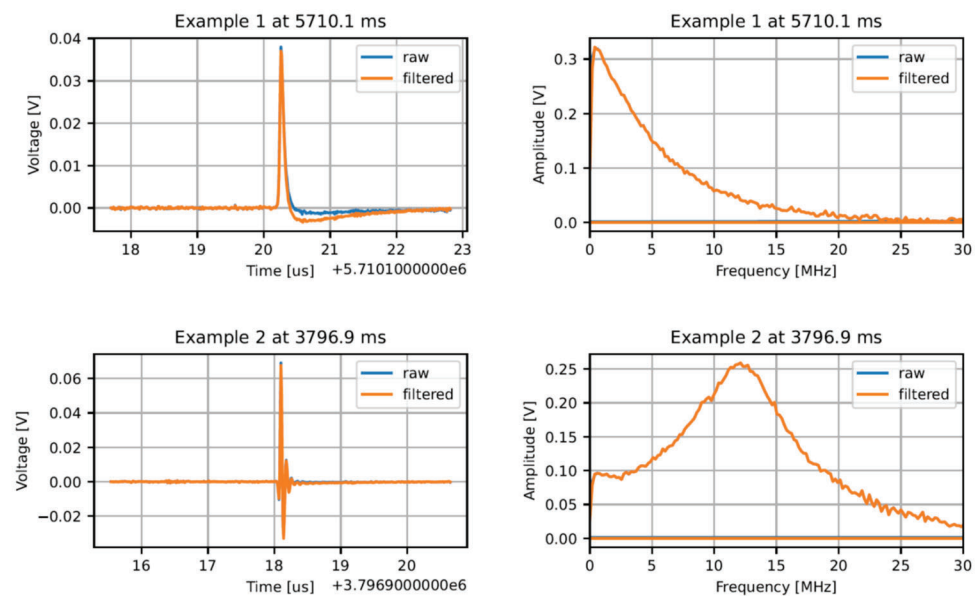 Example 1 at 5710.1 ms
0.04
0.03
0.02
0.01
0.00
Voltage [V]
raw
filtered
18 19 20 21 22 23
Time [us] +5.7101000000e6
Example 1 at 5710.1 ms
0.3
0.2
0.1
0.0
Amplitude [V]
raw
filtered
0 5 10 15 20 25 30
Frequency [MHz]
Example 2 at 3796.9 ms
0.06
0.04
0.02
0.00
−0.02
Voltage [V]
raw
filtered
16 17 18 19 20
Time [us] +3.7969000000e6
Example 2 at 3796.9 ms
0.25
0.20
0.15
0.10
0.05
0.00
Amplitude [V]
raw
filtered
0 5 10 15 20 25 30
Frequency [MHz]